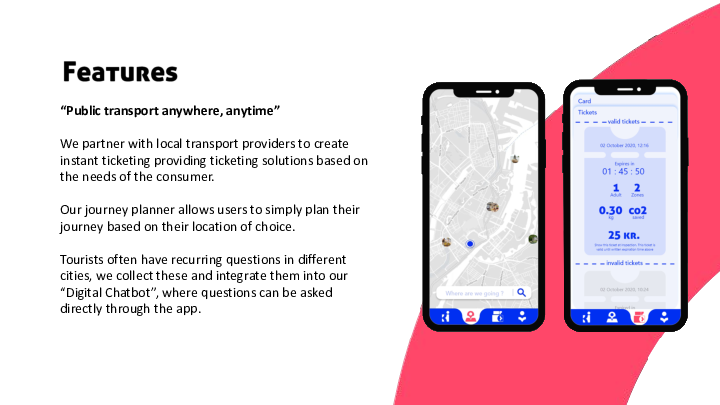 Features
“Public transport anywhere, anytime”
We partner with local transport providers to create
instant ticketing providing ticketing solutions based on
the needs of the consumer.
Our journey planner allows users to simply plan their
journey based on their location of choice.
Tourists often have recurring questions in different
cities, we collect these and integrate them into our
“Digital Chatbot”, where questions can be asked
directly through the app.
Where are we going ?
Card
Tickets
valid tickets
02 October 2020, 12:16
Expires in
01 : 45 : 50
1 2
Adult Zones
0.30 co2
kg saved
25 KR.
invalid tickets
02 October 2020, 10:24